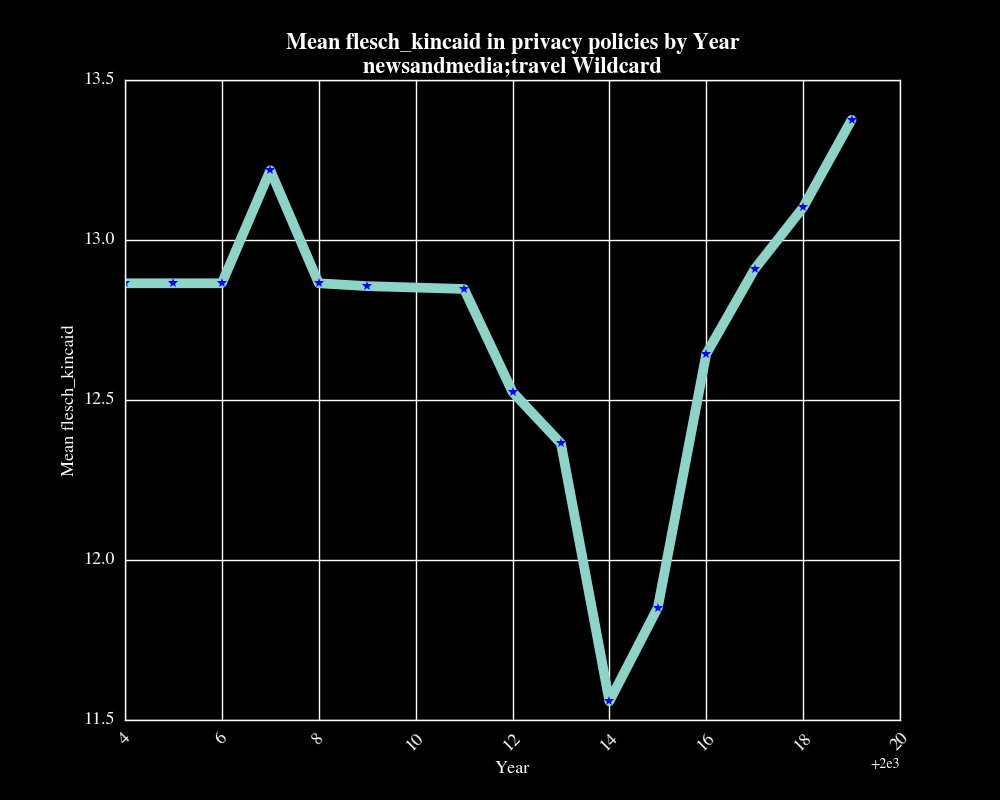 Mean flesch_kincaid in privacy policies by Year
newsandmedia;travel Wildcard
13.5
13.0
12.5
12.0
11.5
Mean flesch_kincaid
4 6 8 10 12 14 16 18 20
Year
+2e3